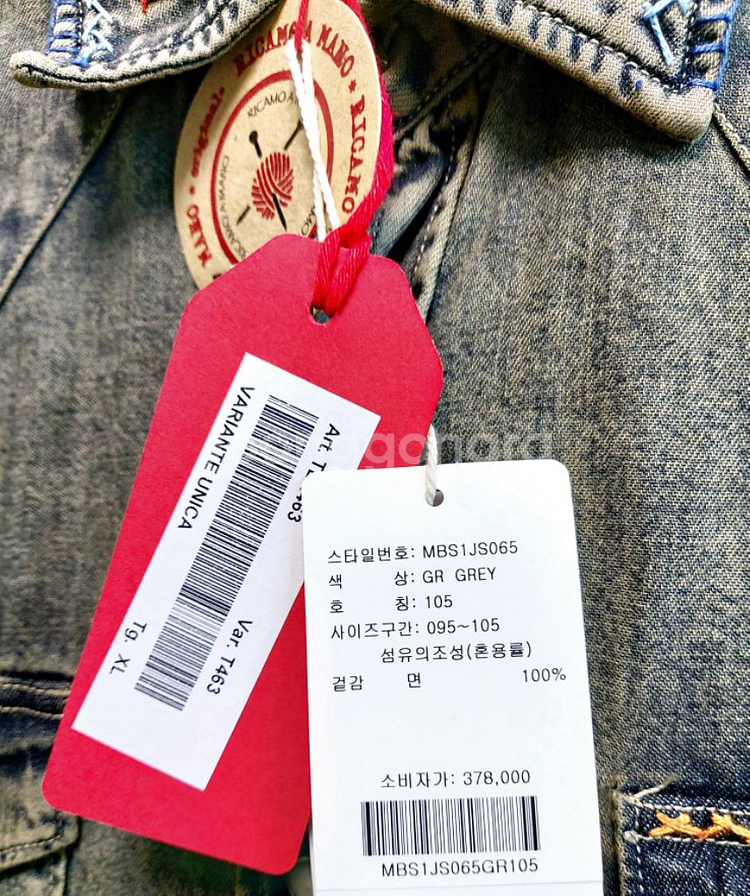 RICAMO A MANO * RICAMO
original *
RICAMO A MANO
VARIANTE UNICA
Var. T463
Tg. XL
스타일번호: MBS1JS065
색 상: GR GREY
호 칭: 105
사이즈구간: 095~105
섬유의조성(혼용률)
겉감 면 100%
소비자가: 378,000
MBS1JS065GR105